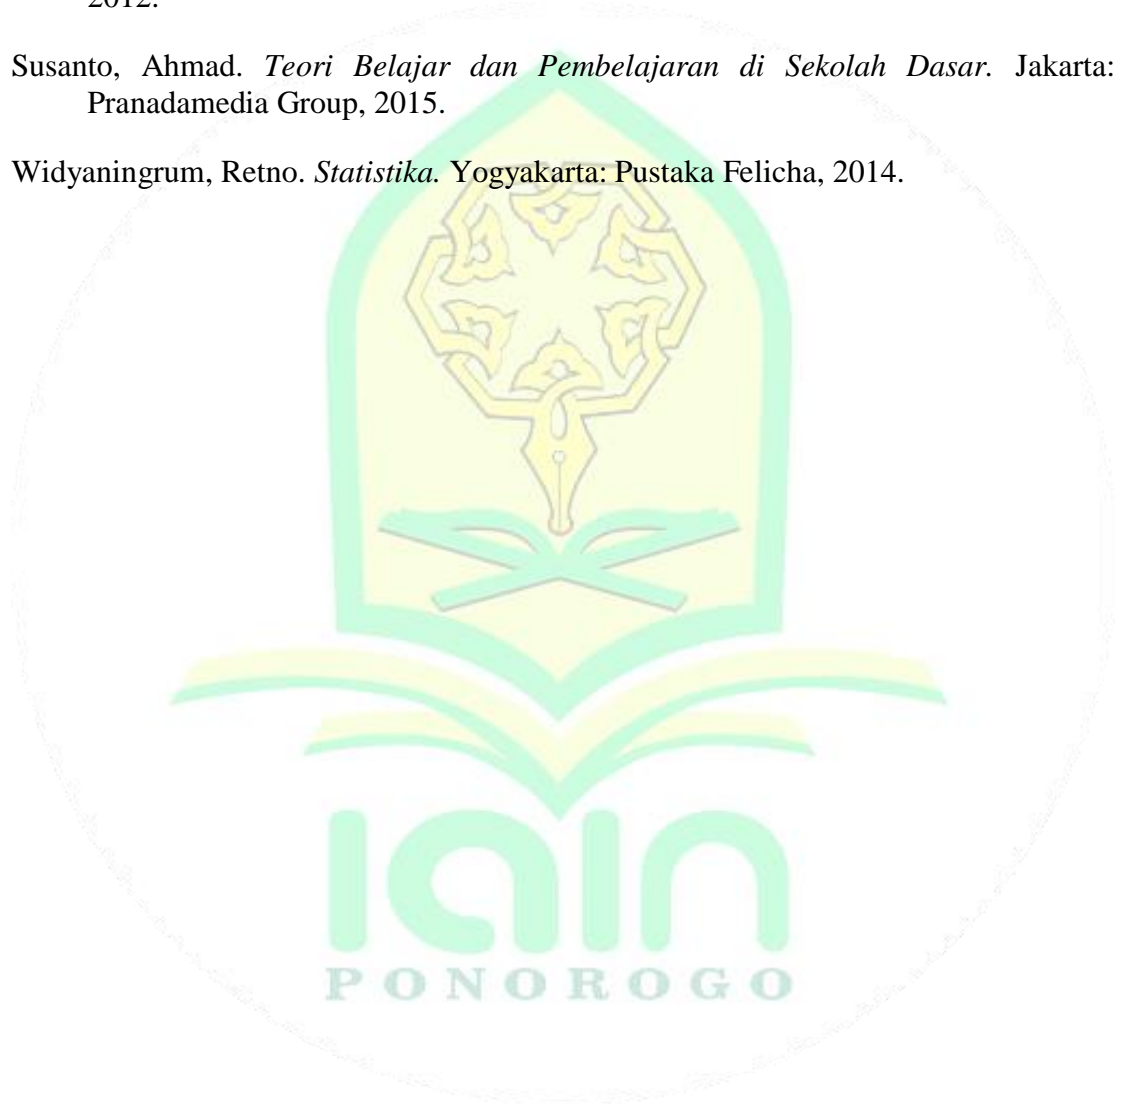 2012.
Susanto, Ahmad. Teori Belajar dan Pembelajaran di Sekolah Dasar. Jakarta:
Pranadamedia Group, 2015.
Widyaningrum, Retno. Statistika. Yogyakarta: Pustaka Felicha, 2014.
iain
PONOROGO